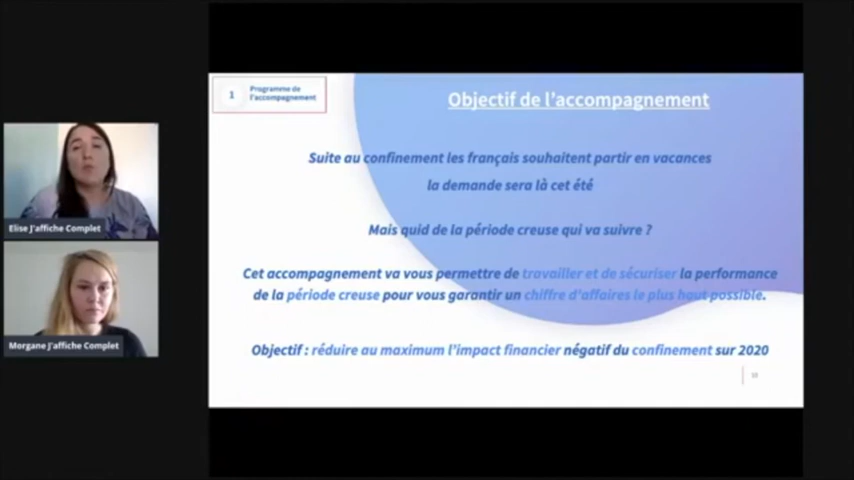 1
Programme de
l'accompagnement
Objectif de l'accompagnement
Suite au confinement les français souhaitent partir en vacances
la demande sera là cet été
Mais quid de la période creuse qui va suivre ?
Cet accompagnement va vous permettre de travailler et de sécuriser la performance
de la période creuse pour vous garantir un chiffre d'affaires le plus haut possible.
Objectif : réduire au maximum l'impact financier négatif du confinement sur 2020
Elise J'affiche Complet
Morgane J'affiche Complet